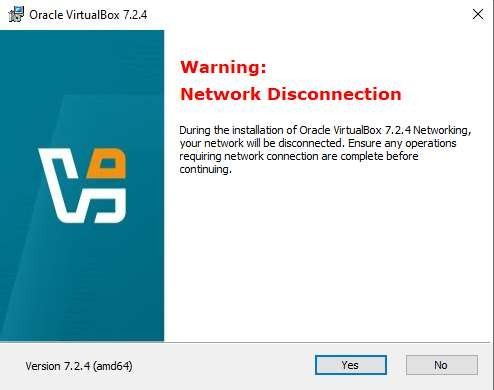 Oracle VirtualBox 7.2.4
Warning:
Network Disconnection
During the installation of Oracle VirtualBox 7.2.4 Networking,
your network will be disconnected. Ensure any operations
requiring network connection are complete before
continuing.
Version 7.2.4 (amd64)
Yes
No